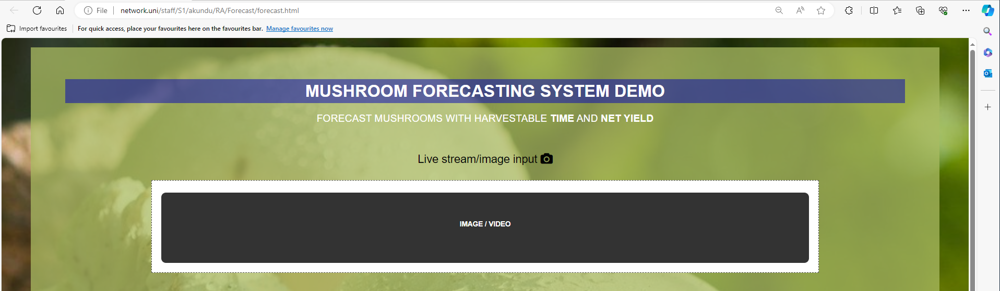 File network.uni/staff/S1/akundu/RA/Forecast/forecast.html
Import favourites For quick access, place your favourites here on the favourites bar. Manage favourites now
MUSHROOM FORECASTING SYSTEM DEMO
FORECAST MUSHROOMS WITH HARVESTABLE TIME AND NET YIELD
Live stream/image input
IMAGE / VIDEO